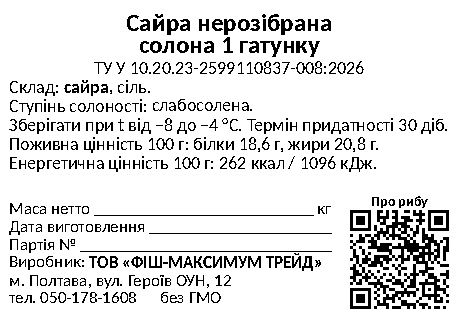 Сайра нерозібрана
солона 1 гатунку
ТУ У 10.20.23-2599110837-008:2026
Склад: сайра, сіль.
Ступінь солоності: слабосолена.
Зберігати при t від –8 до –4 °С. Термін придатності 30 діб.
Поживна цінність 100 г: білки 18,6 г, жири 20,8 г.
Енергетична цінність 100 г: 262 ккал / 1096 кДж.
Про рибу
Маса нетто ____________________ кг
Дата виготовлення ____________________
Партія № ____________________
Виробник: ТОВ «ФІШ-МАКСИМУМ ТРЕЙД»
м. Полтава, вул. Героїв ОУН, 12
тел. 050-178-1608 без ГМО